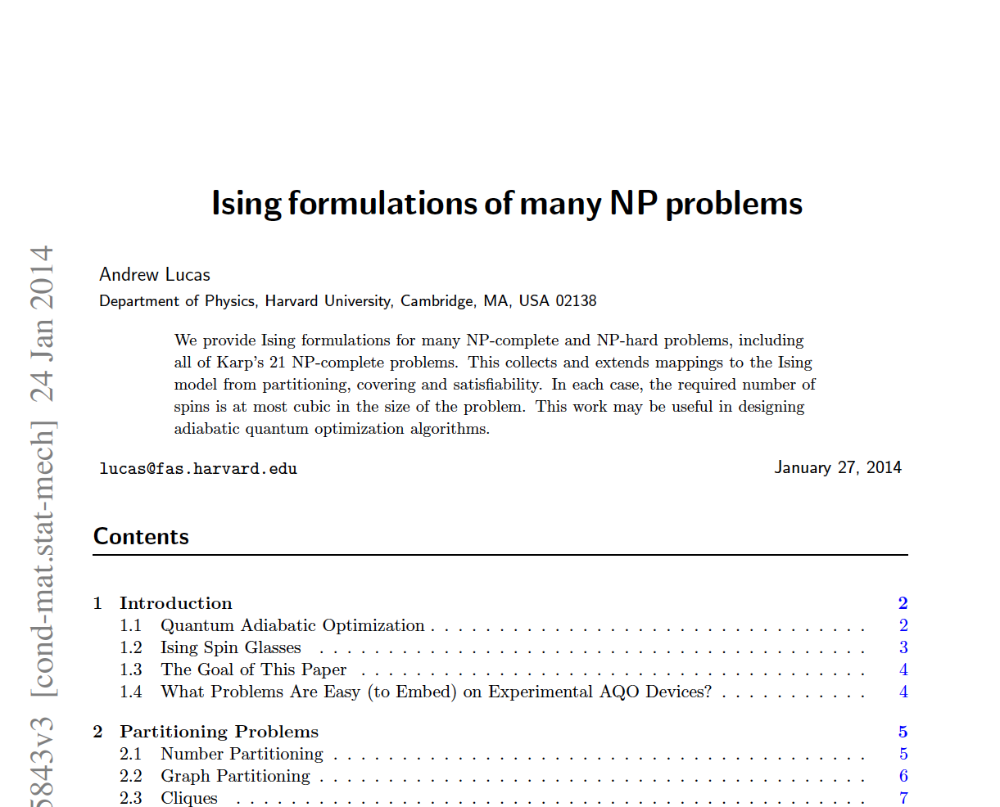 Ising formulations of many NP problems
Andrew Lucas
Department of Physics, Harvard University, Cambridge, MA, USA 02138
We provide Ising formulations for many NP-complete and NP-hard problems, including
all of Karp's 21 NP-complete problems. This collects and extends mappings to the Ising
model from partitioning, covering and satisfiability. In each case, the required number of
spins is at most cubic in the size of the problem. This work may be useful in designing
adiabatic quantum optimization algorithms.
lucas@fas.harvard.edu January 27, 2014
Contents
1 Introduction 2
1.1 Quantum Adiabatic Optimization . . . . . . . . . . . . . . . . . . . . . . . . . . . . . . . . 2
1.2 Ising Spin Glasses . . . . . . . . . . . . . . . . . . . . . . . . . . . . . . . . . . . . . . . . 3
1.3 The Goal of This Paper . . . . . . . . . . . . . . . . . . . . . . . . . . . . . . . . . . . . . 4
1.4 What Problems Are Easy (to Embed) on Experimental AQO Devices? . . . . . . . . . . . 4
2 Partitioning Problems 5
2.1 Number Partitioning . . . . . . . . . . . . . . . . . . . . . . . . . . . . . . . . . . . . . . . 5
2.2 Graph Partitioning . . . . . . . . . . . . . . . . . . . . . . . . . . . . . . . . . . . . . . . . 6
2.3 Cliques . . . . . . . . . . . . . . . . . . . . . . . . . . . . . . . . . . . . . . . . . . . . . . 7
5843v3 [cond-mat.stat-mech] 24 Jan 2014